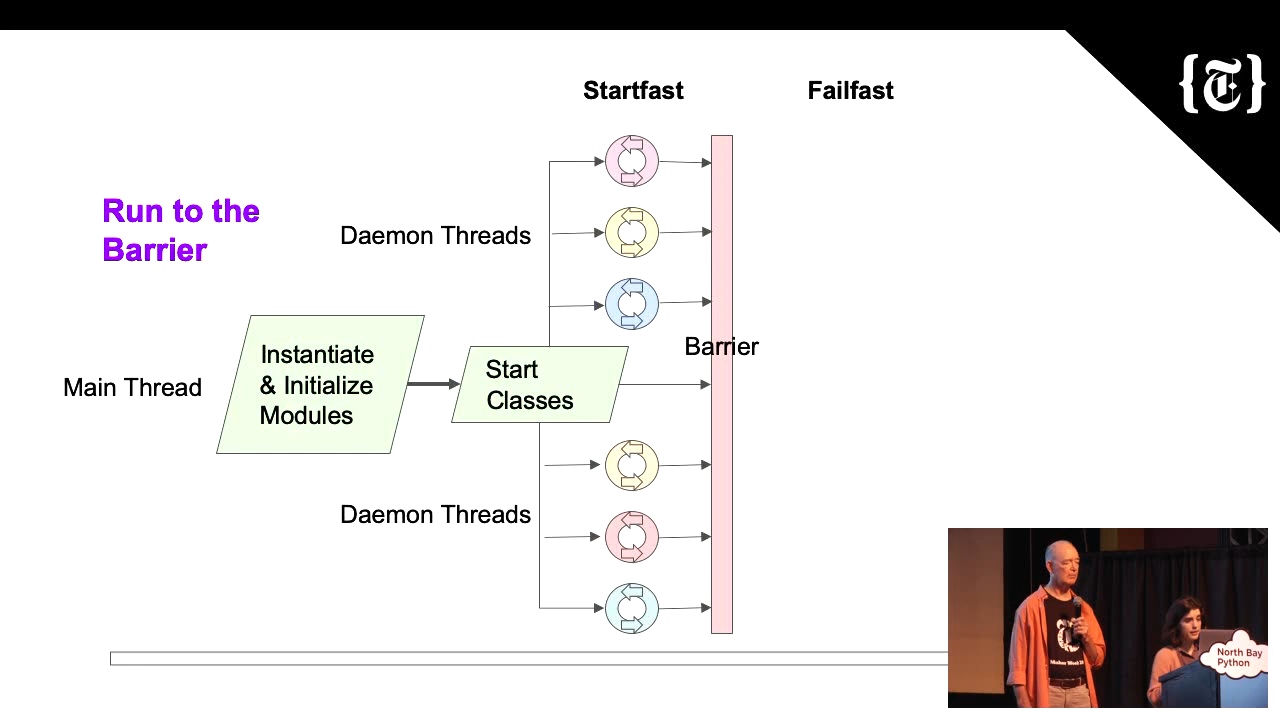 Startfast
Failfast
{T}
Run to the
Barrier
Daemon Threads
Barrier
Instantiate
& Initialize
Modules
Start
Classes
Main Thread
Daemon Threads
North Bay
Python